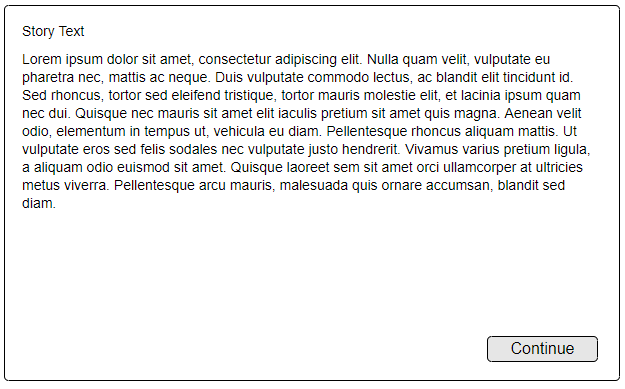 Story Text
Lorem ipsum dolor sit amet, consectetur adipiscing elit. Nulla quam velit, vulputate eu
pharetra nec, mattis ac neque. Duis vulputate commodo lectus, ac blandit elit tincidunt id.
Sed rhoncus, tortor sed eleifend tristique, tortor mauris molestie elit, et lacinia ipsum quam
nec dui. Quisque nec mauris sit amet elit iaculis pretium sit amet quis magna. Aenean velit
odio, elementum in tempus ut, vehicula eu diam. Pellentesque rhoncus aliquam mattis. Ut
vulputate eros sed felis sodales nec vulputate justo hendrerit. Vivamus varius pretium ligula,
a aliquam odio euismod sit amet. Quisque laoreet sem sit amet orci ullamcorper at ultricies
metus viverra. Pellentesque arcu mauris, malesuada quis ornare accumsan, blandit sed
diam.
Continue